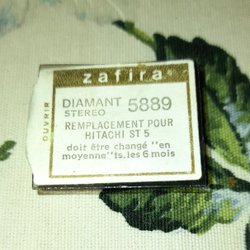 zafira
DIAMANT 5889
STEREO
REMPLACEMENT POUR
HITACHI ST 5
doit être changé "en
moyenne" ts. les 6 mois
OUVRIR